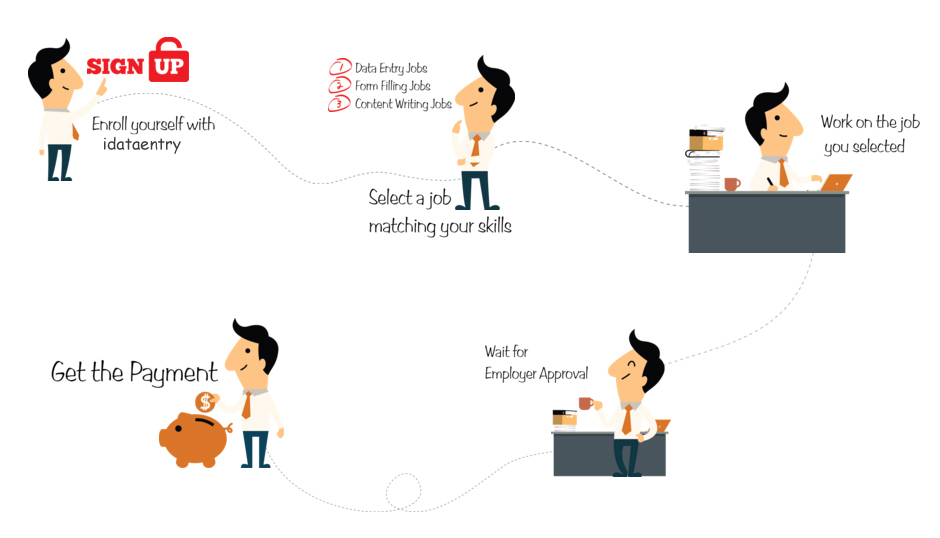 SIGN UP
Enroll yourself with
idataentry
1 Data Entry Jobs
2 Form Filling Jobs
3 Content Writing Jobs
Select a job
matching your skills
Work on the job
you selected
Wait for
Employer Approval
Get the Payment
$